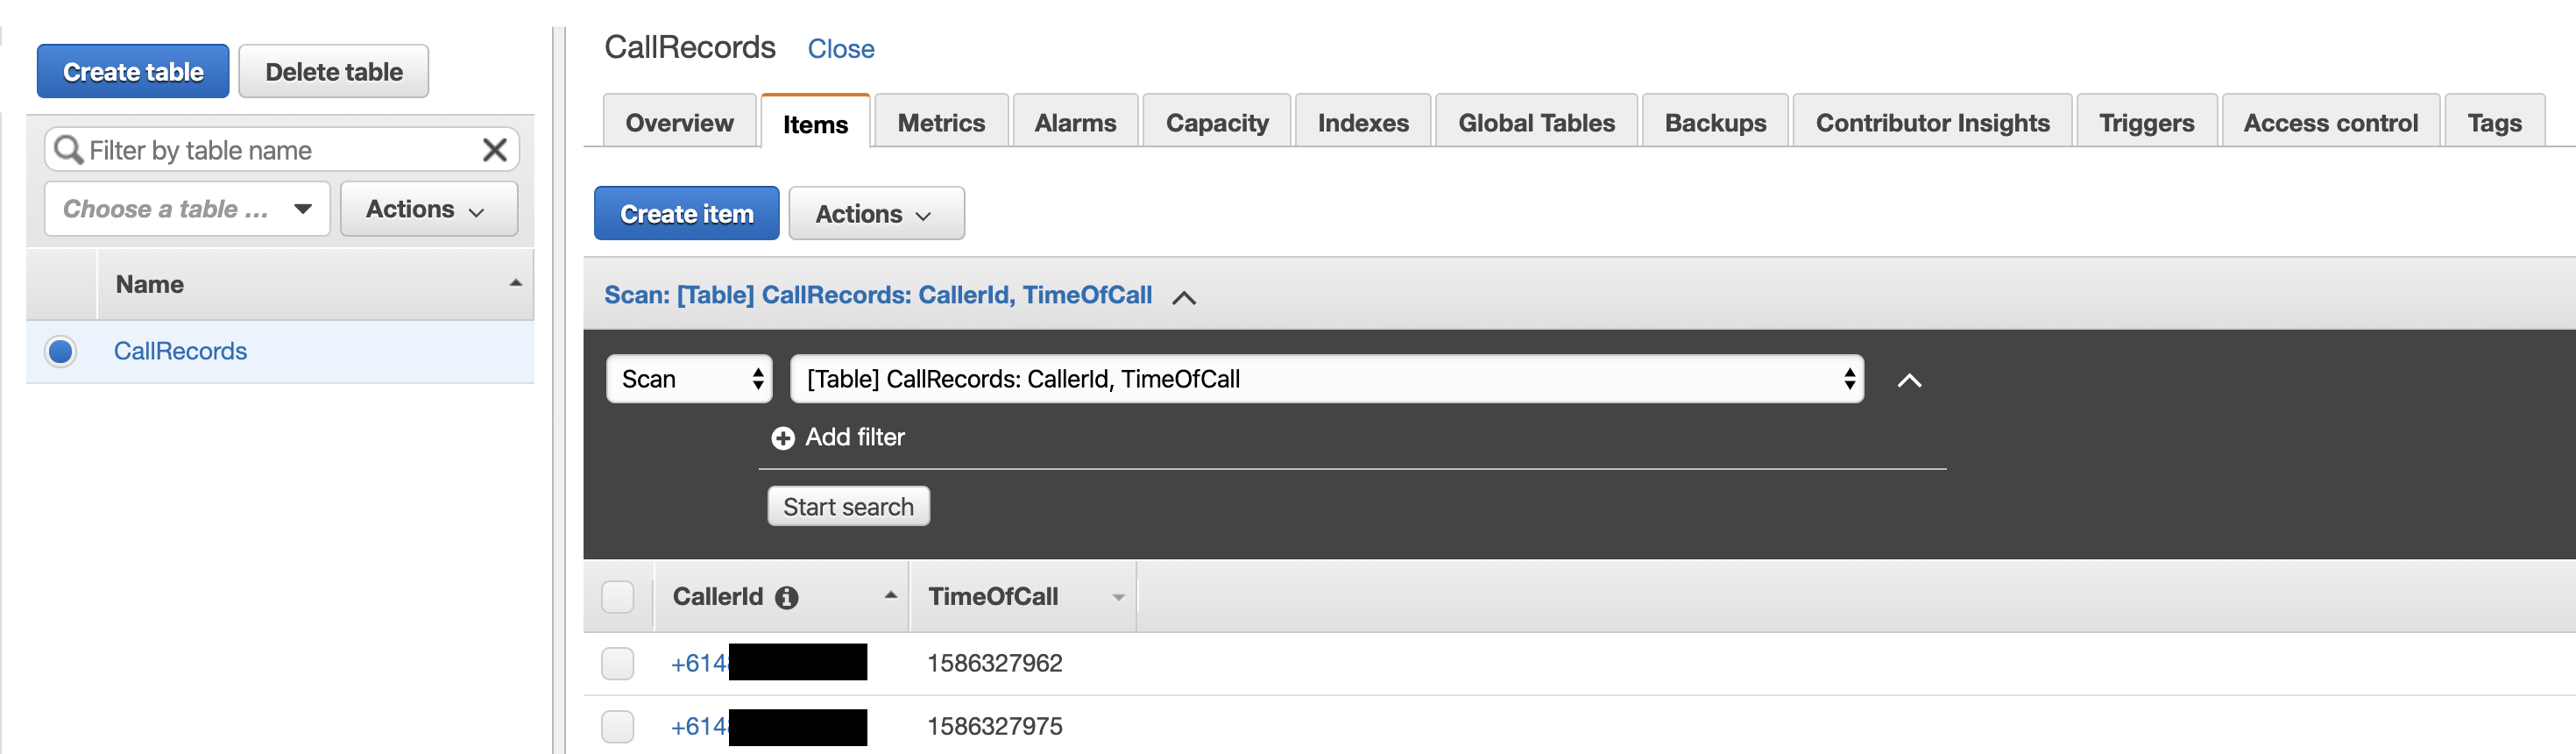 Create table Delete table
Filter by table name
Choose a table ... Actions
Name
CallRecords
CallRecords Close
Overview Items Metrics Alarms Capacity Indexes Global Tables Backups Contributor Insights Triggers Access control Tags
Create item Actions
Scan: [Table] CallRecords: CallerId, TimeOfCall
Scan [Table] CallRecords: CallerId, TimeOfCall
Add filter
Start search
CallerId TimeOfCall
+614 1586327962
+614 1586327975